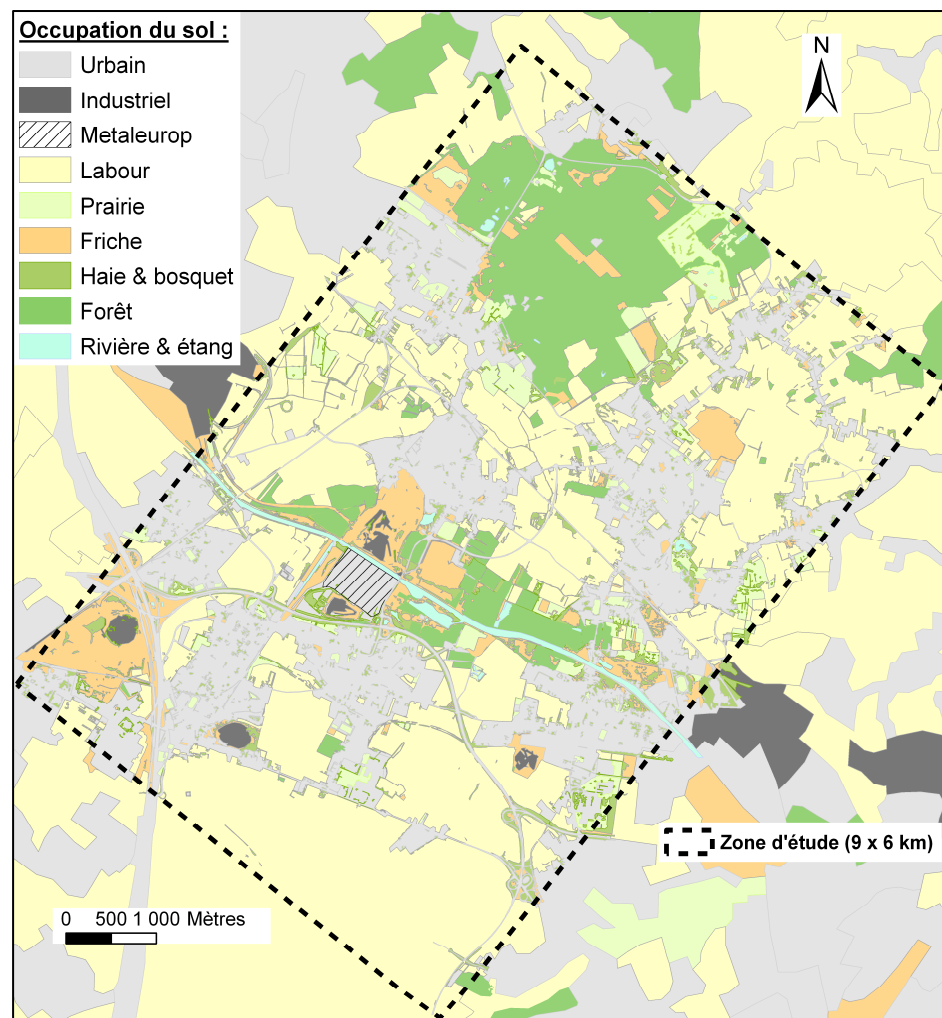 Occupation du sol :
Urbain
Industriel
Metaleurop
Labour
Prairie
Friche
Haie & bosquet
Forêt
Rivière & étang
N
Zone d'étude (9 x 6 km)
0 500 1 000 Mètres